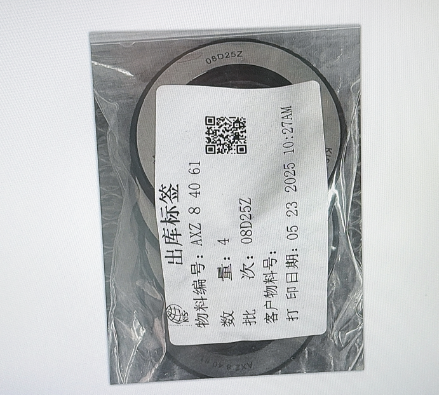 08D25Z
出库标签
物料编号: AXZ 8 40 61
数 量: 4
批 次: 08D25Z
客户物料号:
打印日期: 05 23 2025 10:27AM